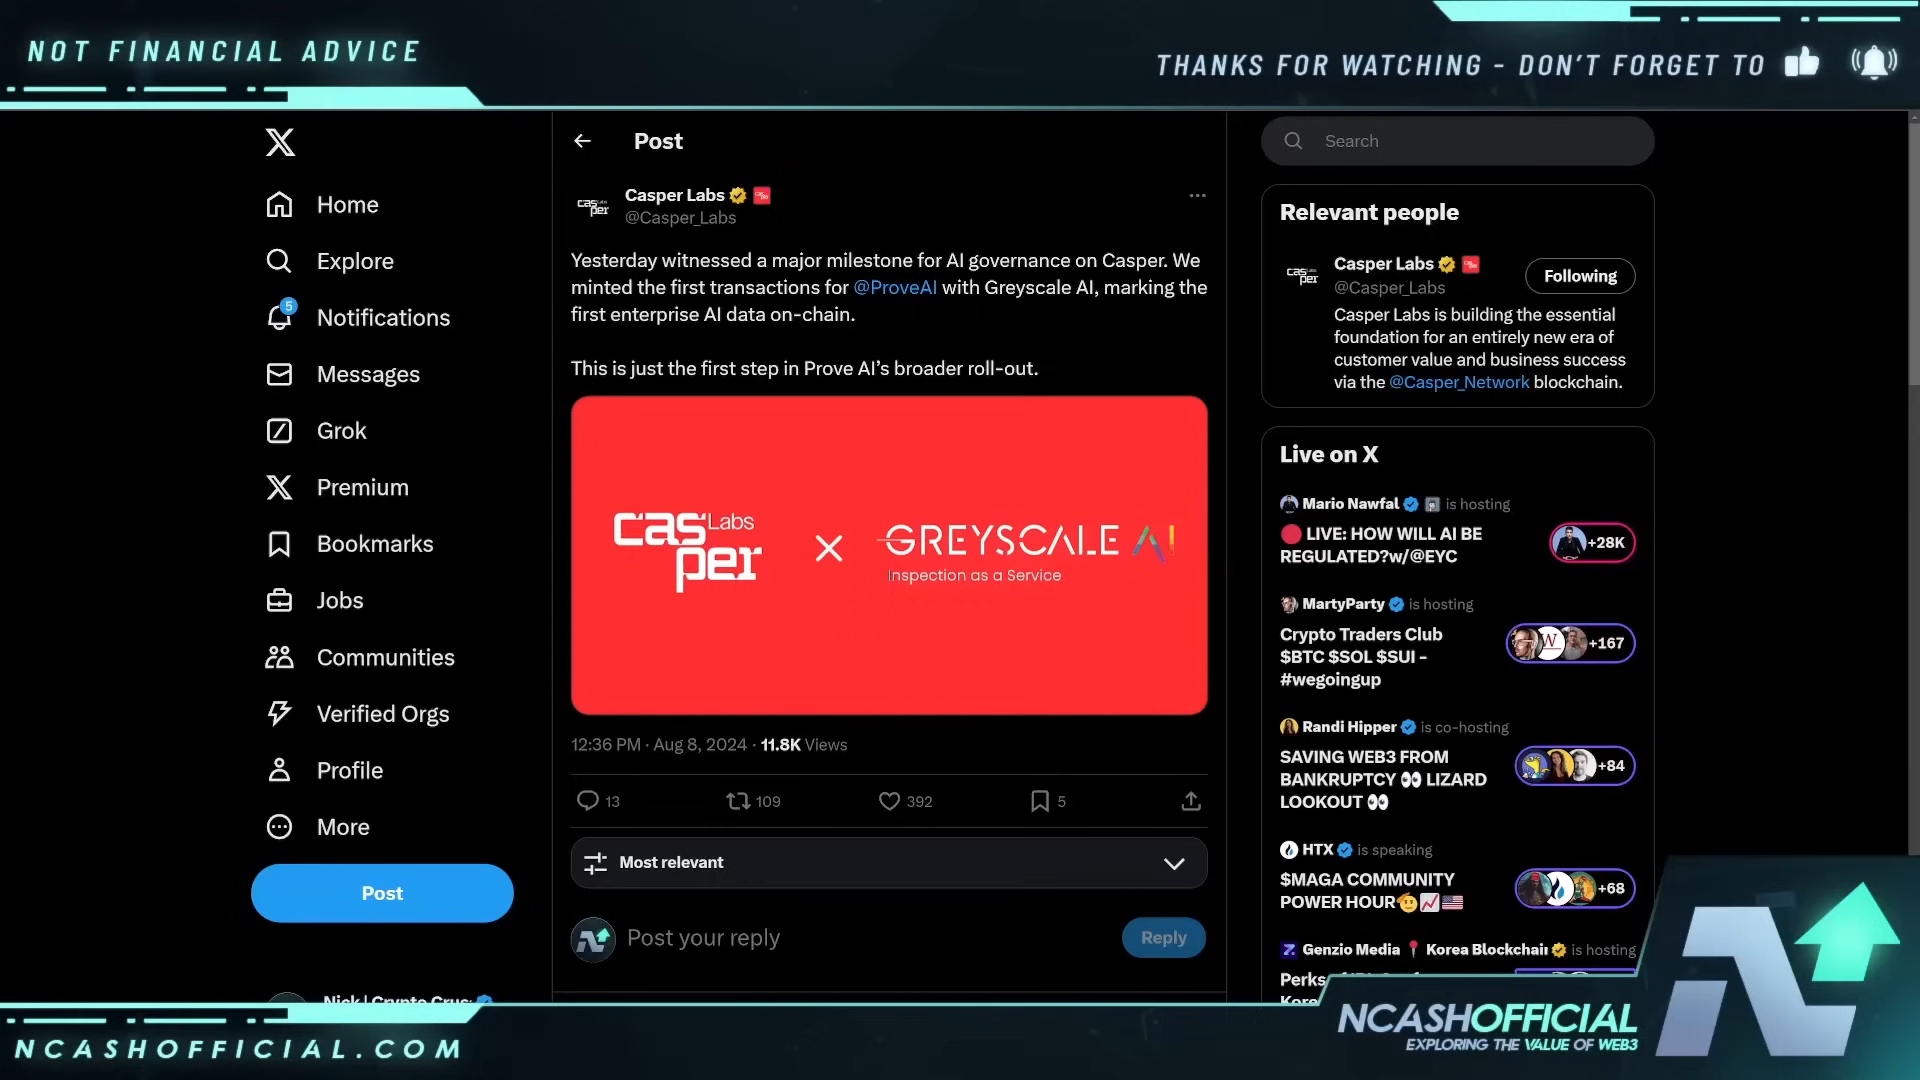 NOT FINANCIAL ADVICE
THANKS FOR WATCHING - DON'T FORGET TO
Home
Explore
5
Notifications
Messages
Grok
Premium
Bookmarks
Jobs
Communities
Verified Orgs
Profile
More
Post
Post
Casper Labs
@Casper_Labs
Yesterday witnessed a major milestone for AI governance on Casper. We
minted the first transactions for @ProveAI with Greyscale AI, marking the
first enterprise AI data on-chain.
This is just the first step in Prove AI’s broader roll-out.
casper Labs
GREYSCALE AI
Inspection as a Service
12:36 PM · Aug 8, 2024 · 11.8K Views
13
109
392
5
Most relevant
Post your reply
Reply
Search
Relevant people
Casper Labs
@Casper_Labs
Following
Casper Labs is building the essential
foundation for an entirely new era of
customer value and business success
via the @Casper_Network blockchain.
Live on X
Mario Nawfal is hosting
LIVE: HOW WILL AI BE
REGULATED?w/@EYC
+28K
MartyParty is hosting
Crypto Traders Club
$BTC $SOL $SUI -
#wegoingup
+167
Randi Hipper is co-hosting
SAVING WEB3 FROM
BANKRUPTCY 👀 LIZARD
LOOKOUT 👀
+84
HTX is speaking
$MAGA COMMUNITY
POWER HOUR🫡📈🇺🇸
+68
Genzio Media 📍 Korea Blockchain is hosting
Perks
NCASHOFFICIAL.COM
NCASHOFFICIAL
EXPLORING THE VALUE OF WEB3